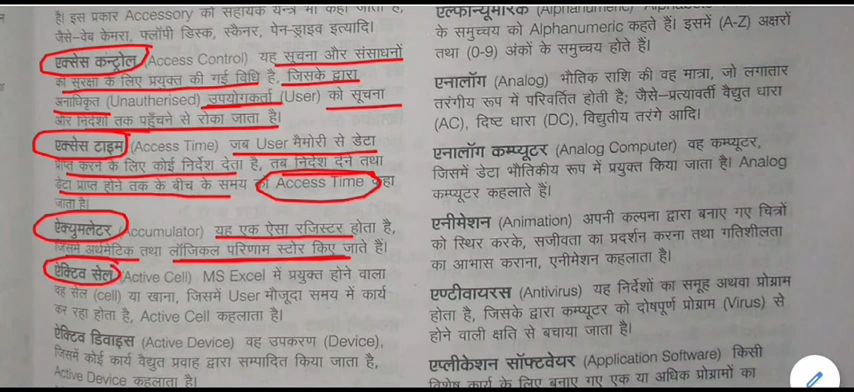 है। इस प्रकार Accessory को सहायक यन्त्र भी कहा जाता है,
जैसे-वेब केमरा, फ्लॉपी डिस्क, स्कैनर, पेन-ड्राइव इत्यादि।
एक्सेस कन्ट्रोल (Access Control) यह सूचना और संसाधनों
की सुरक्षा के लिए प्रयुक्त की गई विधि है, जिसके द्वारा
अनाधिकृत (Unauthorised) उपयोगकर्ता (User) को सूचना
और निर्देशों तक पहुँचने से रोका जाता है।
एक्सेस टाइम (Access Time) जब User मैमोरी से डेटा
प्राप्त करने के लिए कोई निर्देश देता है, तब निर्देश देने तथा
डेटा प्राप्त होने तक के बीच के समय को Access Time कहा
जाता है।
ऐक्युमलेटर (Accumulator) यह एक ऐसा रजिस्टर होता है,
जिसमें अर्थमेटिक तथा लॉजिकल परिणाम स्टोर किए जाते हैं।
ऐक्टिव सेल (Active Cell) MS Excel में प्रयुक्त होने वाला
वह सेल (cell) या खाना, जिसमें User मौजूदा समय में कार्य
कर रहा होता है, Active Cell कहलाता है।
ऐक्टिव डिवाइस (Active Device) वह उपकरण (Device),
जिसमें कोई कार्य वैद्युत प्रवाह द्वारा सम्पादित किया जाता है,
Active Device कहलाता है।
एल्फान्यूमेरिक (Alphanumeric)
के समुच्चय को Alphanumeric कहते हैं। इसमें (A-Z) अक्षरों
तथा (0-9) अंकों के समुच्चय होते हैं।
एनालॉग (Analog) भौतिक राशि की वह मात्रा, जो लगातार
तरंगीय रूप में परिवर्तित होती है; जैसे-प्रत्यावर्ती वैद्युत धारा
(AC), दिष्ट धारा (DC), विद्युतीय तरंगे आदि।
एनालॉग कम्प्यूटर (Analog Computer) वह कम्प्यूटर,
जिसमें डेटा भौतिकीय रूप में प्रयुक्त किया जाता है। Analog
कम्प्यूटर कहलाते हैं।
एनीमेशन (Animation) अपनी कल्पना द्वारा बनाए गए चित्रों
को स्थिर करके, सजीवता का प्रदर्शन करना तथा गतिशीलता
का आभास कराना, एनीमेशन कहलाता है।
एण्टीवायरस (Antivirus) यह निर्देशों का समूह अथवा प्रोग्राम
होता है, जिसके द्वारा कम्प्यूटर को दोषपूर्ण प्रोग्राम (Virus) से
होने वाली क्षति से बचाया जाता है।
एप्लीकेशन सॉफ्टवेयर (Application Software) किसी
विशेष कार्य के लिए बनाए गए एक या अधिक प्रोग्रामों का